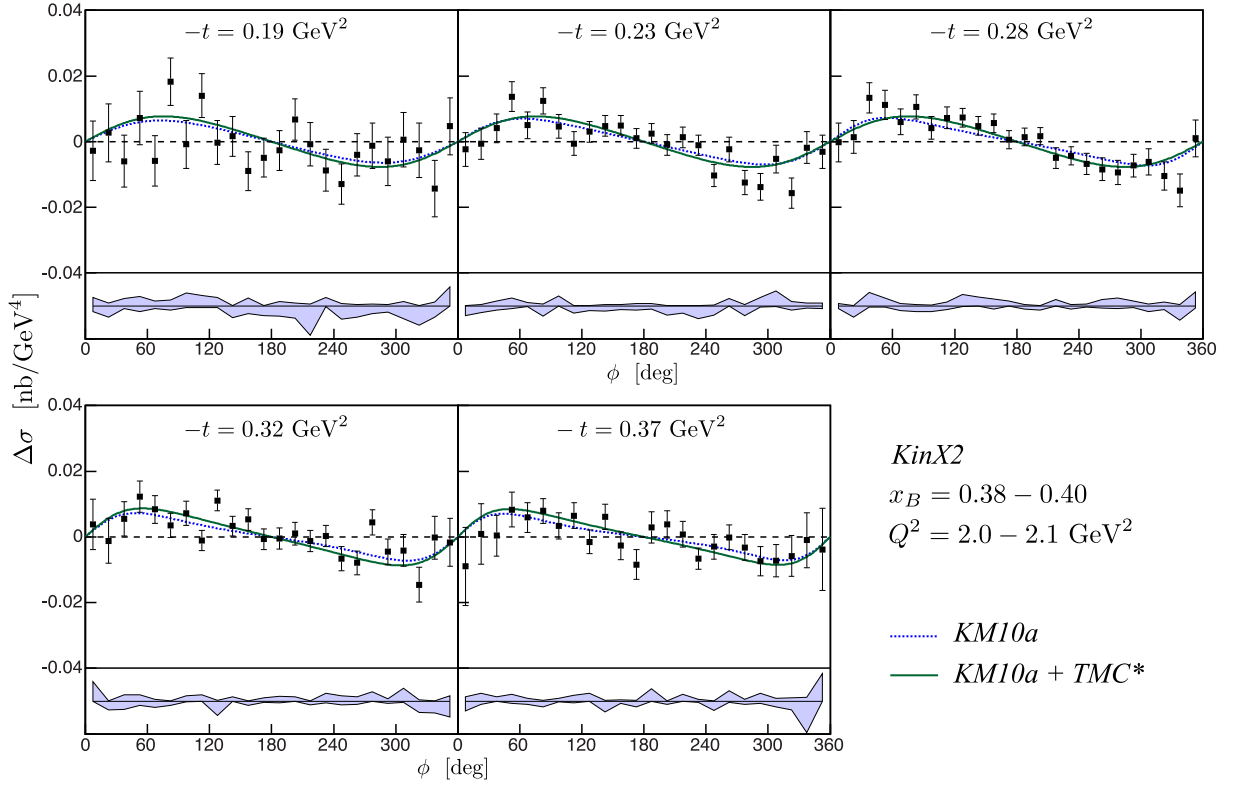 0.04
0.02
0
-0.02
-0.04
−t = 0.19 GeV²
−t = 0.23 GeV²
−t = 0.28 GeV²
0 60 120 180 240 300 0 60 120 180 240 300 0 60 120 180 240 300 360
ϕ [deg]
Δσ [nb/GeV⁴]
0.04
0.02
0
-0.02
-0.04
−t = 0.32 GeV²
− t = 0.37 GeV²
0 60 120 180 240 300 0 60 120 180 240 300 360
ϕ [deg]
KinX2
x_B = 0.38 − 0.40
Q² = 2.0 − 2.1 GeV²
KM10a
KM10a + TMC*